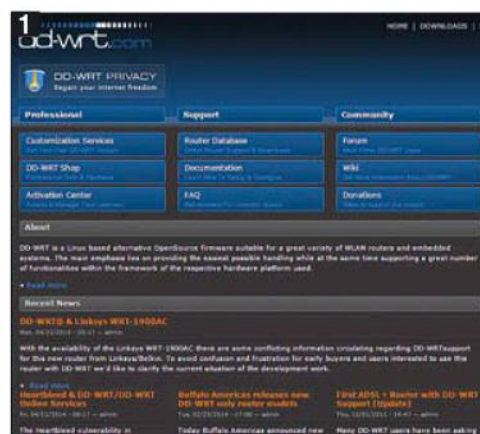 1
dd-wrt.com
HOME | DOWNLOADS |
DD-WRT PRIVACY
Regain your internet freedom
Professional Support Community
Customization Services Router Database Forum
DD-WRT Shop Documentation Wiki
Activation Center FAQ Donations
About
DD-WRT is a Linux based alternative OpenSource firmware suitable for a great variety of WLAN routers and embedded
systems. The main emphasis lies on providing the easiest possible handling while at the same time supporting a great number
of functionalities within the framework of the respective hardware platform used.
Read more
Recent News
DD-WRT® & Linksys WRT-1900AC
With the availability of the Linksys WRT-1900AC there are some conflicting information circulating regarding DD-WRTsupport
for this new router from Linksys/Belkin. To avoid confusion and frustration for early buyers and users interested to use this
router with DD-WRT we'd like to clarify the current situation of the development work.
Read more
Heartbleed & DD-WRT/DD-WRT
Online Services
Buffalo Americas releases new
DD-WRT only router models
First ADSL + Router with DD-WRT
Support [Update]
The Heartbleed vulnerability in
Today Buffalo Americas announced new
Many DD-WRT users have been asking